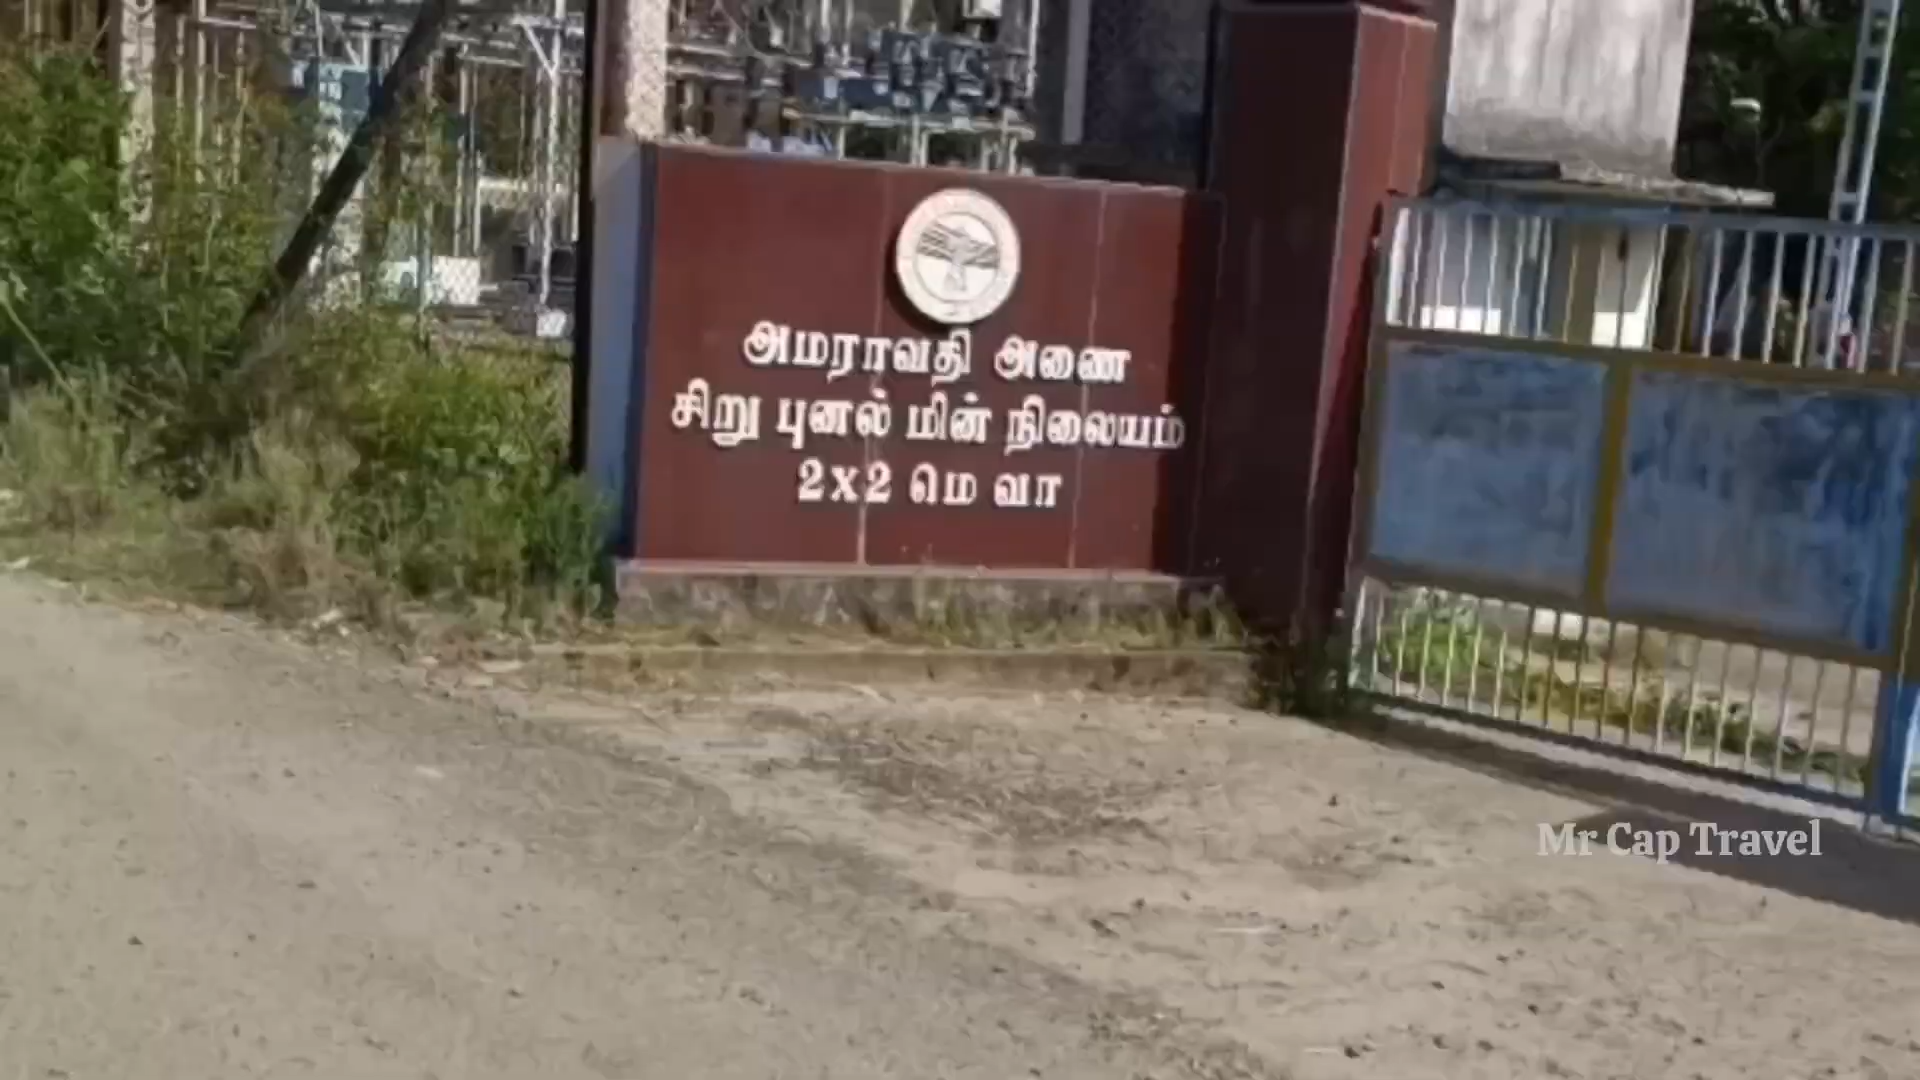 அமராவதி அணை
சிறு புனல் மின் நிலையம்
2x2 மெ வா
Mr Cap Travel